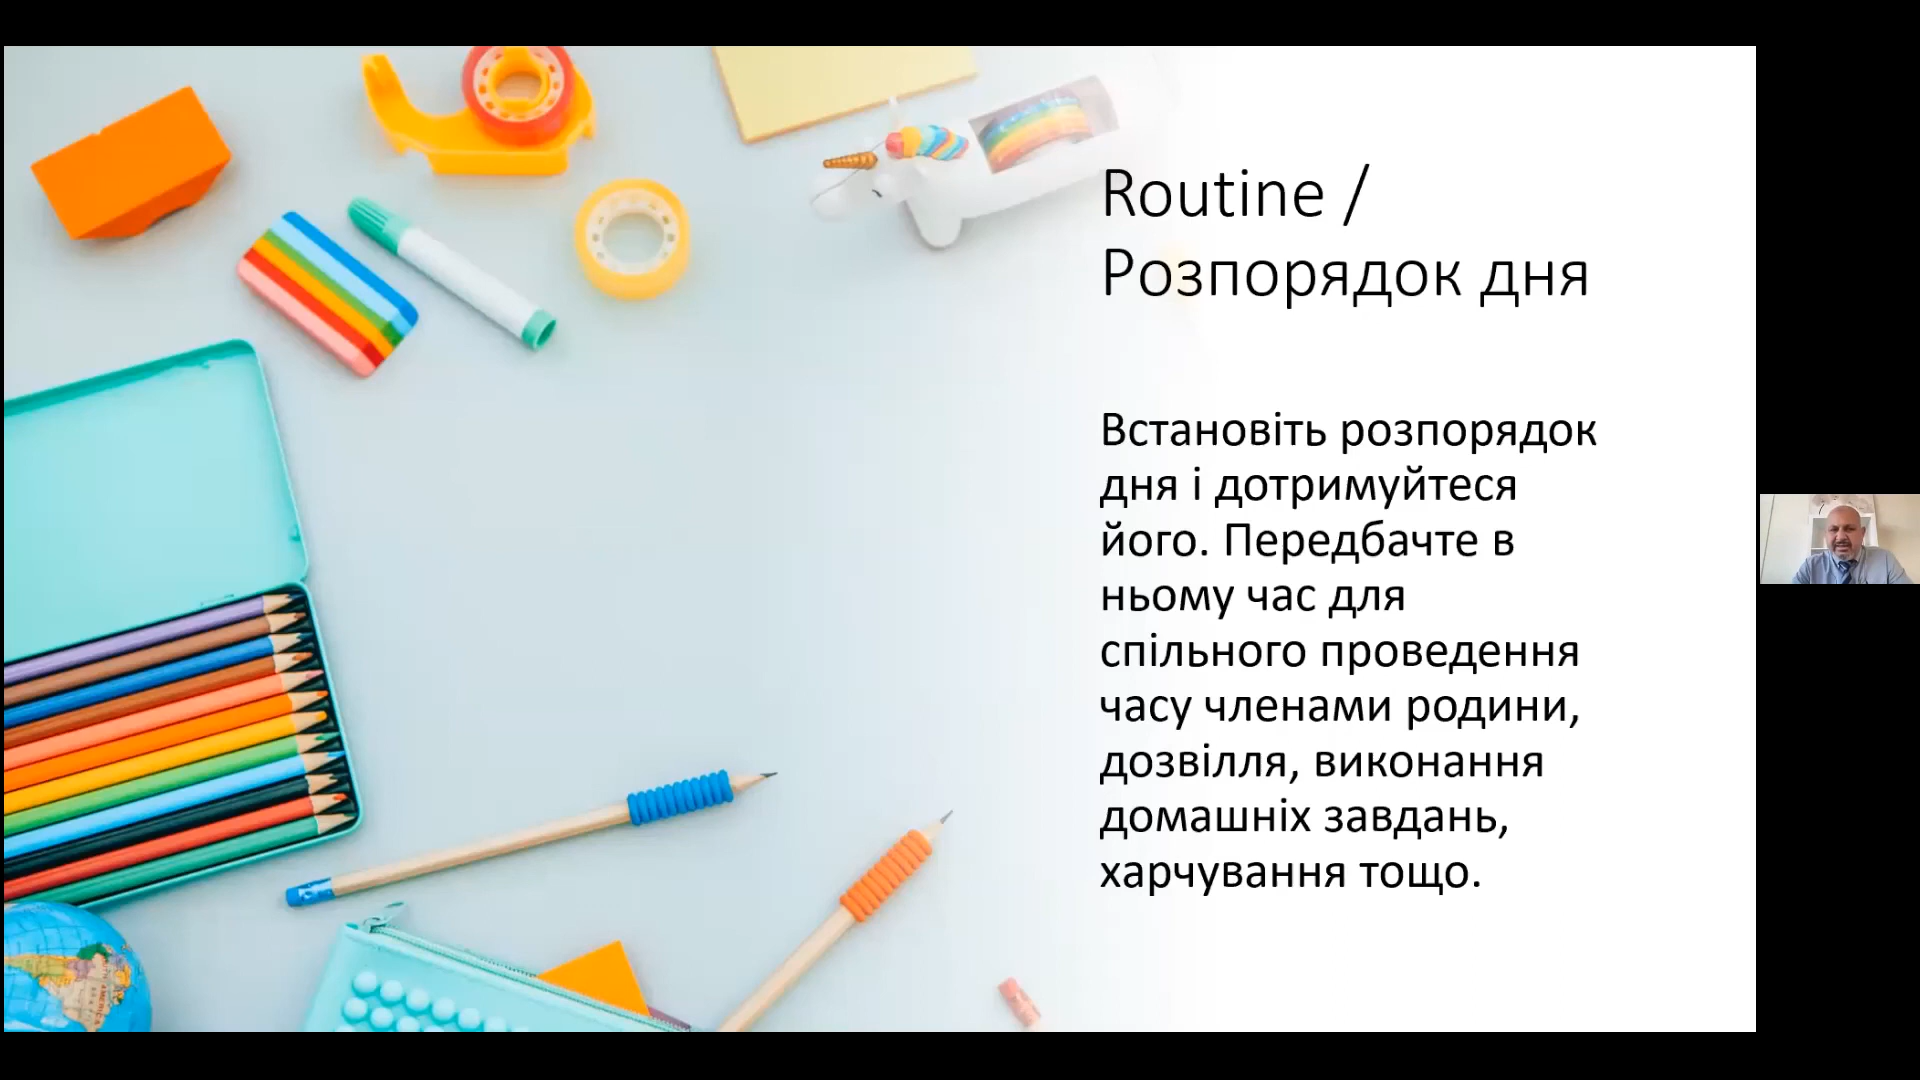 Routine /
Розпорядок дня
Встановіть розпорядок
дня і дотримуйтеся
його. Передбачте в
ньому час для
спільного проведення
часу членами родини,
дозвілля, виконання
домашніх завдань,
харчування тощо.